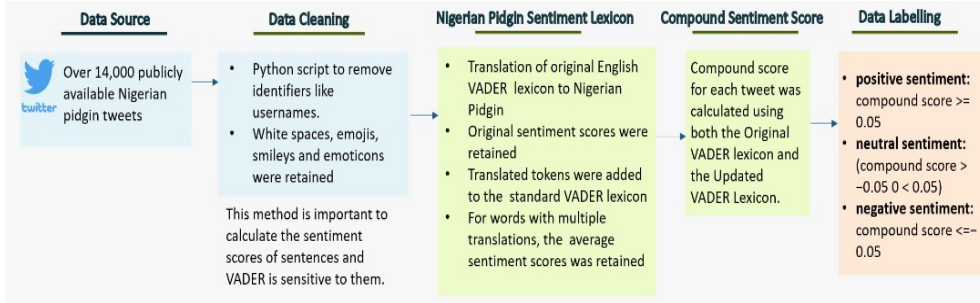 Data Source
twitter
Over 14,000 publicly
available Nigerian
pidgin tweets
Data Cleaning
• Python script to remove
identifiers like
usernames.
• White spaces, emojis,
smileys and emoticons
were retained
This method is important to
calculate the sentiment
scores of sentences and
VADER is sensitive to them.
Nigerian Pidgin Sentiment Lexicon
• Translation of original English
VADER lexicon to Nigerian
Pidgin
• Original sentiment scores were
retained
• Translated tokens were added
to the standard VADER lexicon
• For words with multiple
translations, the average
sentiment scores was retained
Compound Sentiment Score
Compound score
for each tweet was
calculated using
both the Original
VADER lexicon and
the Updated
VADER Lexicon.
Data Labelling
• positive sentiment:
compound score >=
0.05
• neutral sentiment:
(compound score >
−0.05 0 < 0.05)
• negative sentiment:
compound score <=−
0.05